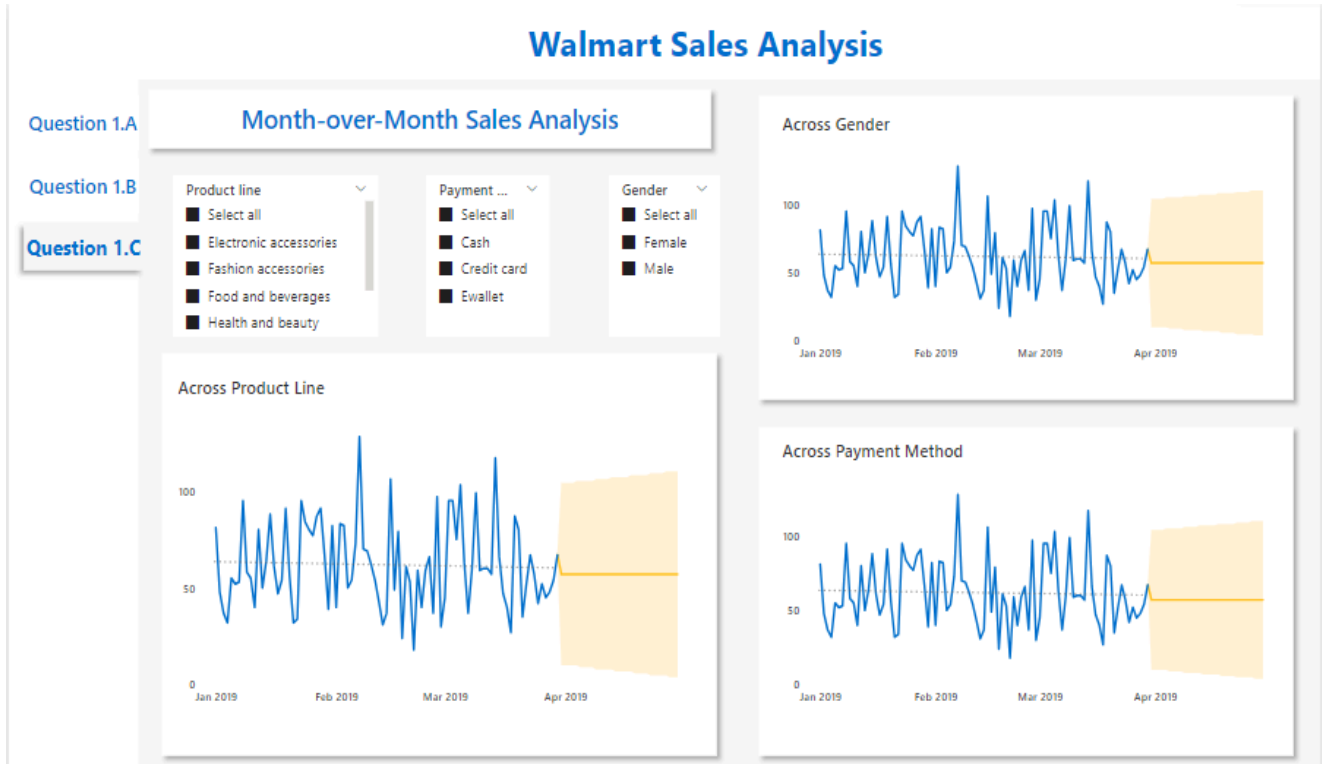 Walmart Sales Analysis
Question 1.A
Question 1.B
Question 1.C
Month-over-Month Sales Analysis
Product line
Select all
Electronic accessories
Fashion accessories
Food and beverages
Health and beauty
Payment ...
Select all
Cash
Credit card
Ewallet
Gender
Select all
Female
Male
Across Product Line
100
50
0
Jan 2019 Feb 2019 Mar 2019 Apr 2019
Across Gender
100
50
0
Jan 2019 Feb 2019 Mar 2019 Apr 2019
Across Payment Method
100
50
0
Jan 2019 Feb 2019 Mar 2019 Apr 2019